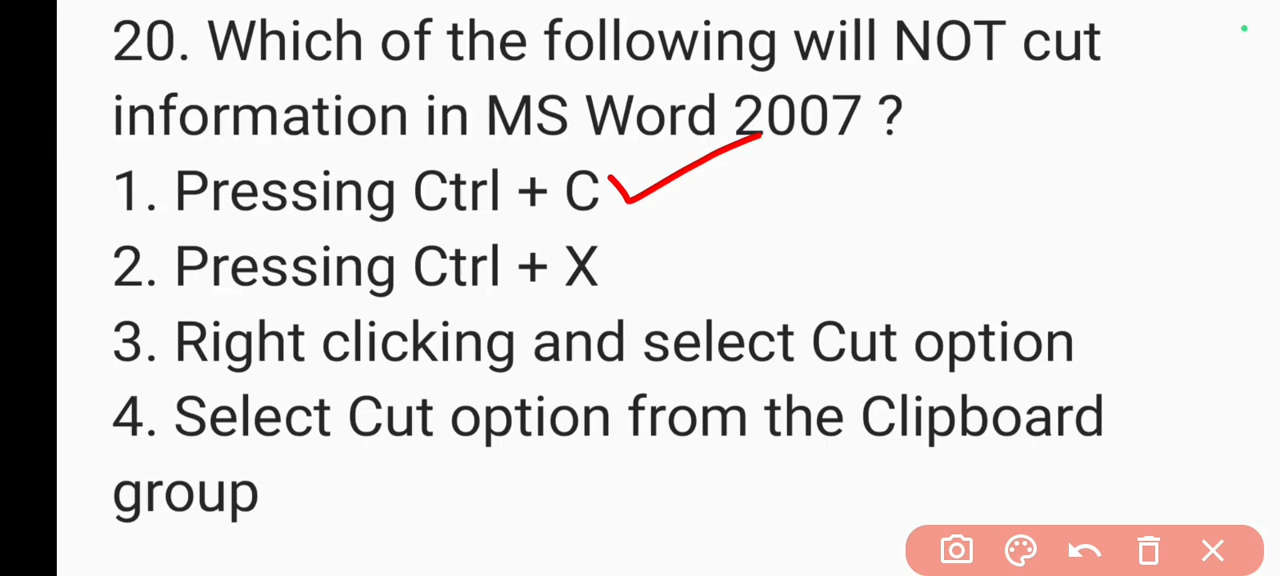 20. Which of the following will NOT cut
information in MS Word 2007 ?
1. Pressing Ctrl + C
2. Pressing Ctrl + X
3. Right clicking and select Cut option
4. Select Cut option from the Clipboard
group